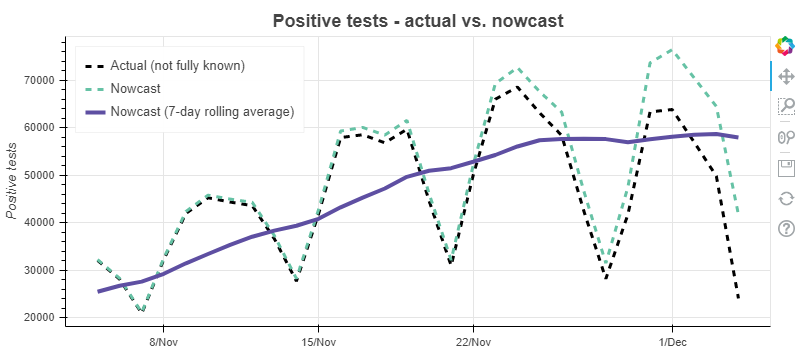 Positive tests - actual vs. nowcast
Actual (not fully known)
Nowcast
Nowcast (7-day rolling average)
Positive tests
70000
60000
50000
40000
30000
20000
8/Nov
15/Nov
22/Nov
1/Dec